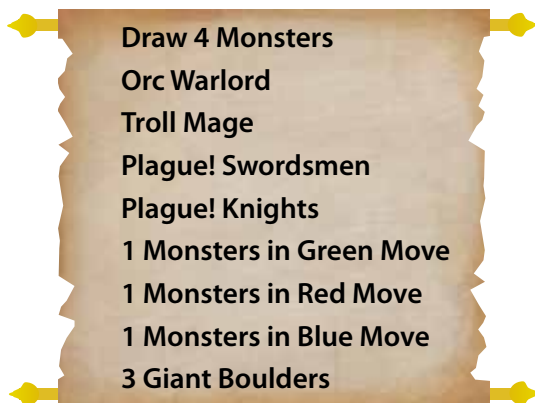 Draw 4 Monsters
Orc Warlord
Troll Mage
Plague! Swordsmen
Plague! Knights
1 Monsters in Green Move
1 Monsters in Red Move
1 Monsters in Blue Move
3 Giant Boulders